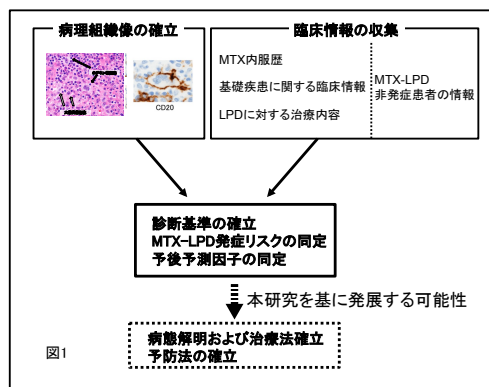 病理組織像の確立
CD20
臨床情報の収集
MTX内服歴
基礎疾患に関する臨床情報
LPDに対する治療内容
MTX-LPD
非発症患者の情報
診断基準の確立
MTX-LPD発症リスクの同定
予後予測因子の同定
本研究を基に発展する可能性
病態解明および治療法確立
予防法の確立
図1